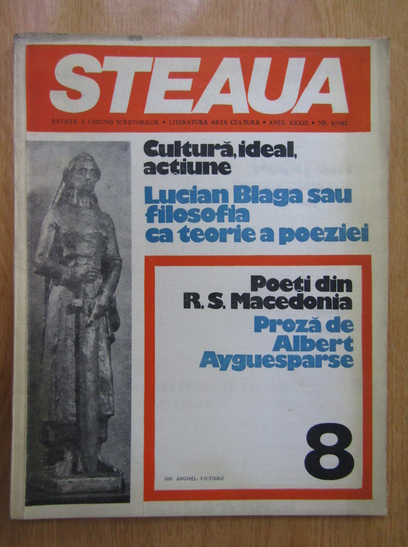 STEAUA
REVISTĂ A UNIUNII SCRIITORILOR • LITERATURĂ ARTĂ CULTURĂ • ANUL XXXIII • NR. 8/1982
Cultură, ideal,
acțiune
Lucian Blaga sau
filosofia
ca teorie a poeziei
Poeți din
R. S. Macedonia
Proză de
Albert
Ayguesparse
8
GH. ANGHEL: VICTORIE